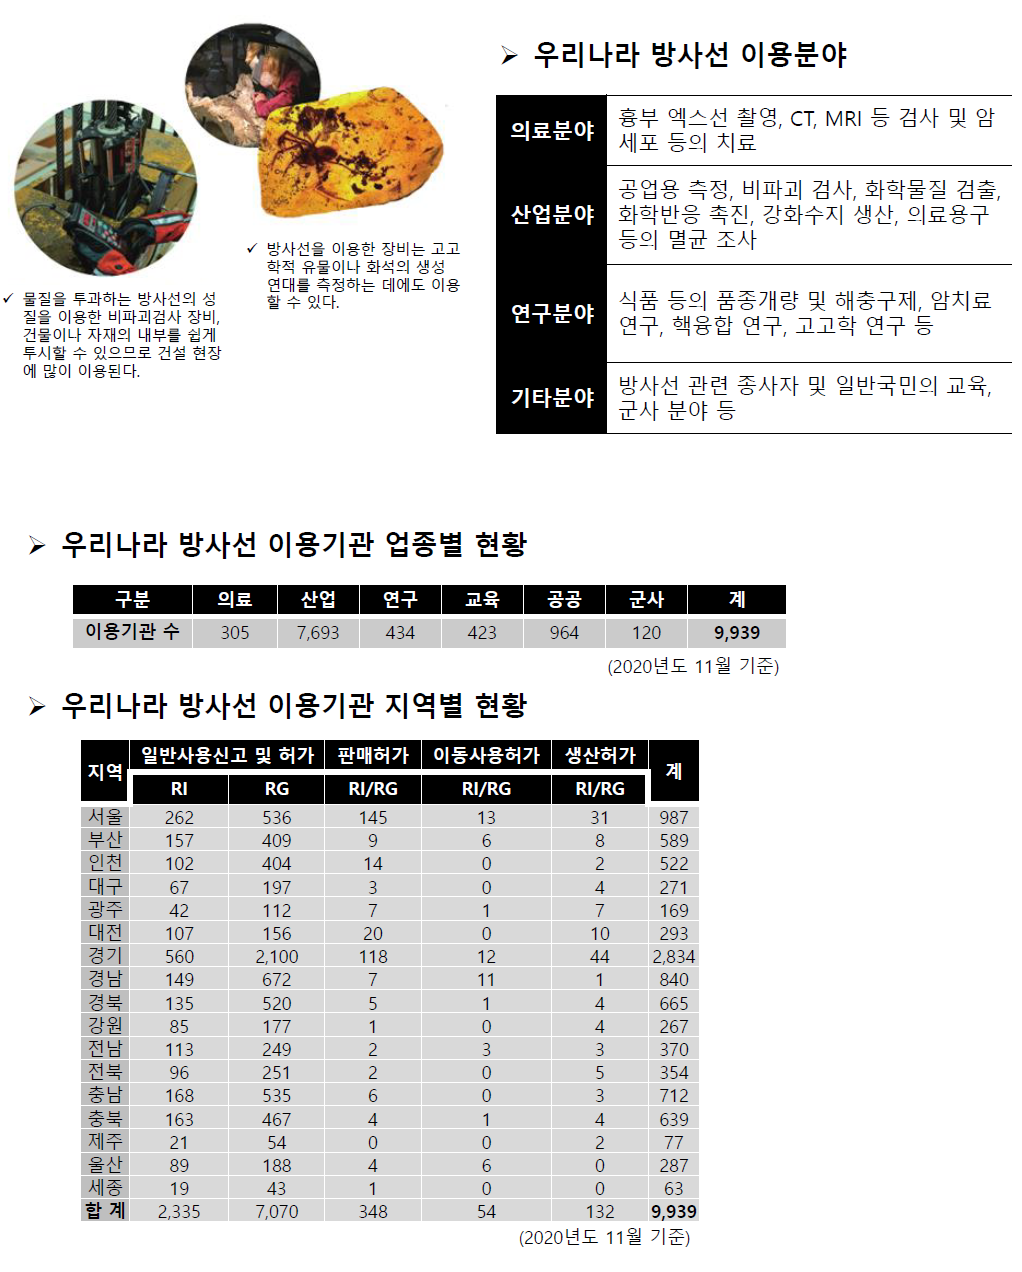 ✓ 물질을 투과하는 방사선의 성
질을 이용한 비파괴검사 장비,
건물이나 자재의 내부를 쉽게
투시할 수 있으므로 건설 현장
에 많이 이용된다.
✓ 방사선을 이용한 장비는 고고
학적 유물이나 화석의 생성
연대를 측정하는 데에도 이용
할 수 있다.
➢ 우리나라 방사선 이용분야
의료분야 흉부 엑스선 촬영, CT, MRI 등 검사 및 암
세포 등의 치료
산업분야 공업용 측정, 비파괴 검사, 화학물질 검출,
화학반응 촉진, 강화수지 생산, 의료용구
등의 멸균 조사
연구분야 식품 등의 품종개량 및 해충구제, 암치료
연구, 핵융합 연구, 고고학 연구 등
기타분야 방사선 관련 종사자 및 일반국민의 교육,
군사 분야 등
➢ 우리나라 방사선 이용기관 업종별 현황
구분 의료 산업 연구 교육 공공 군사 계
이용기관 수 305 7,693 434 423 964 120 9,939
(2020년도 11월 기준)
➢ 우리나라 방사선 이용기관 지역별 현황
지역 일반사용신고 및 허가 판매허가 이동사용허가 생산허가 계
RI RG RI/RG RI/RG RI/RG
서울 262 536 145 13 31 987
부산 157 409 9 6 8 589
인천 102 404 14 0 2 522
대구 67 197 3 0 4 271
광주 42 112 7 1 7 169
대전 107 156 20 0 10 293
경기 560 2,100 118 12 44 2,834
경남 149 672 7 11 1 840
경북 135 520 5 1 4 665
강원 85 177 1 0 4 267
전남 113 249 2 3 3 370
전북 96 251 2 0 5 354
충남 168 535 6 0 3 712
충북 163 467 4 1 4 639
제주 21 54 0 0 2 77
울산 89 188 4 6 0 287
세종 19 43 1 0 0 63
합 계 2,335 7,070 348 54 132 9,939
(2020년도 11월 기준)